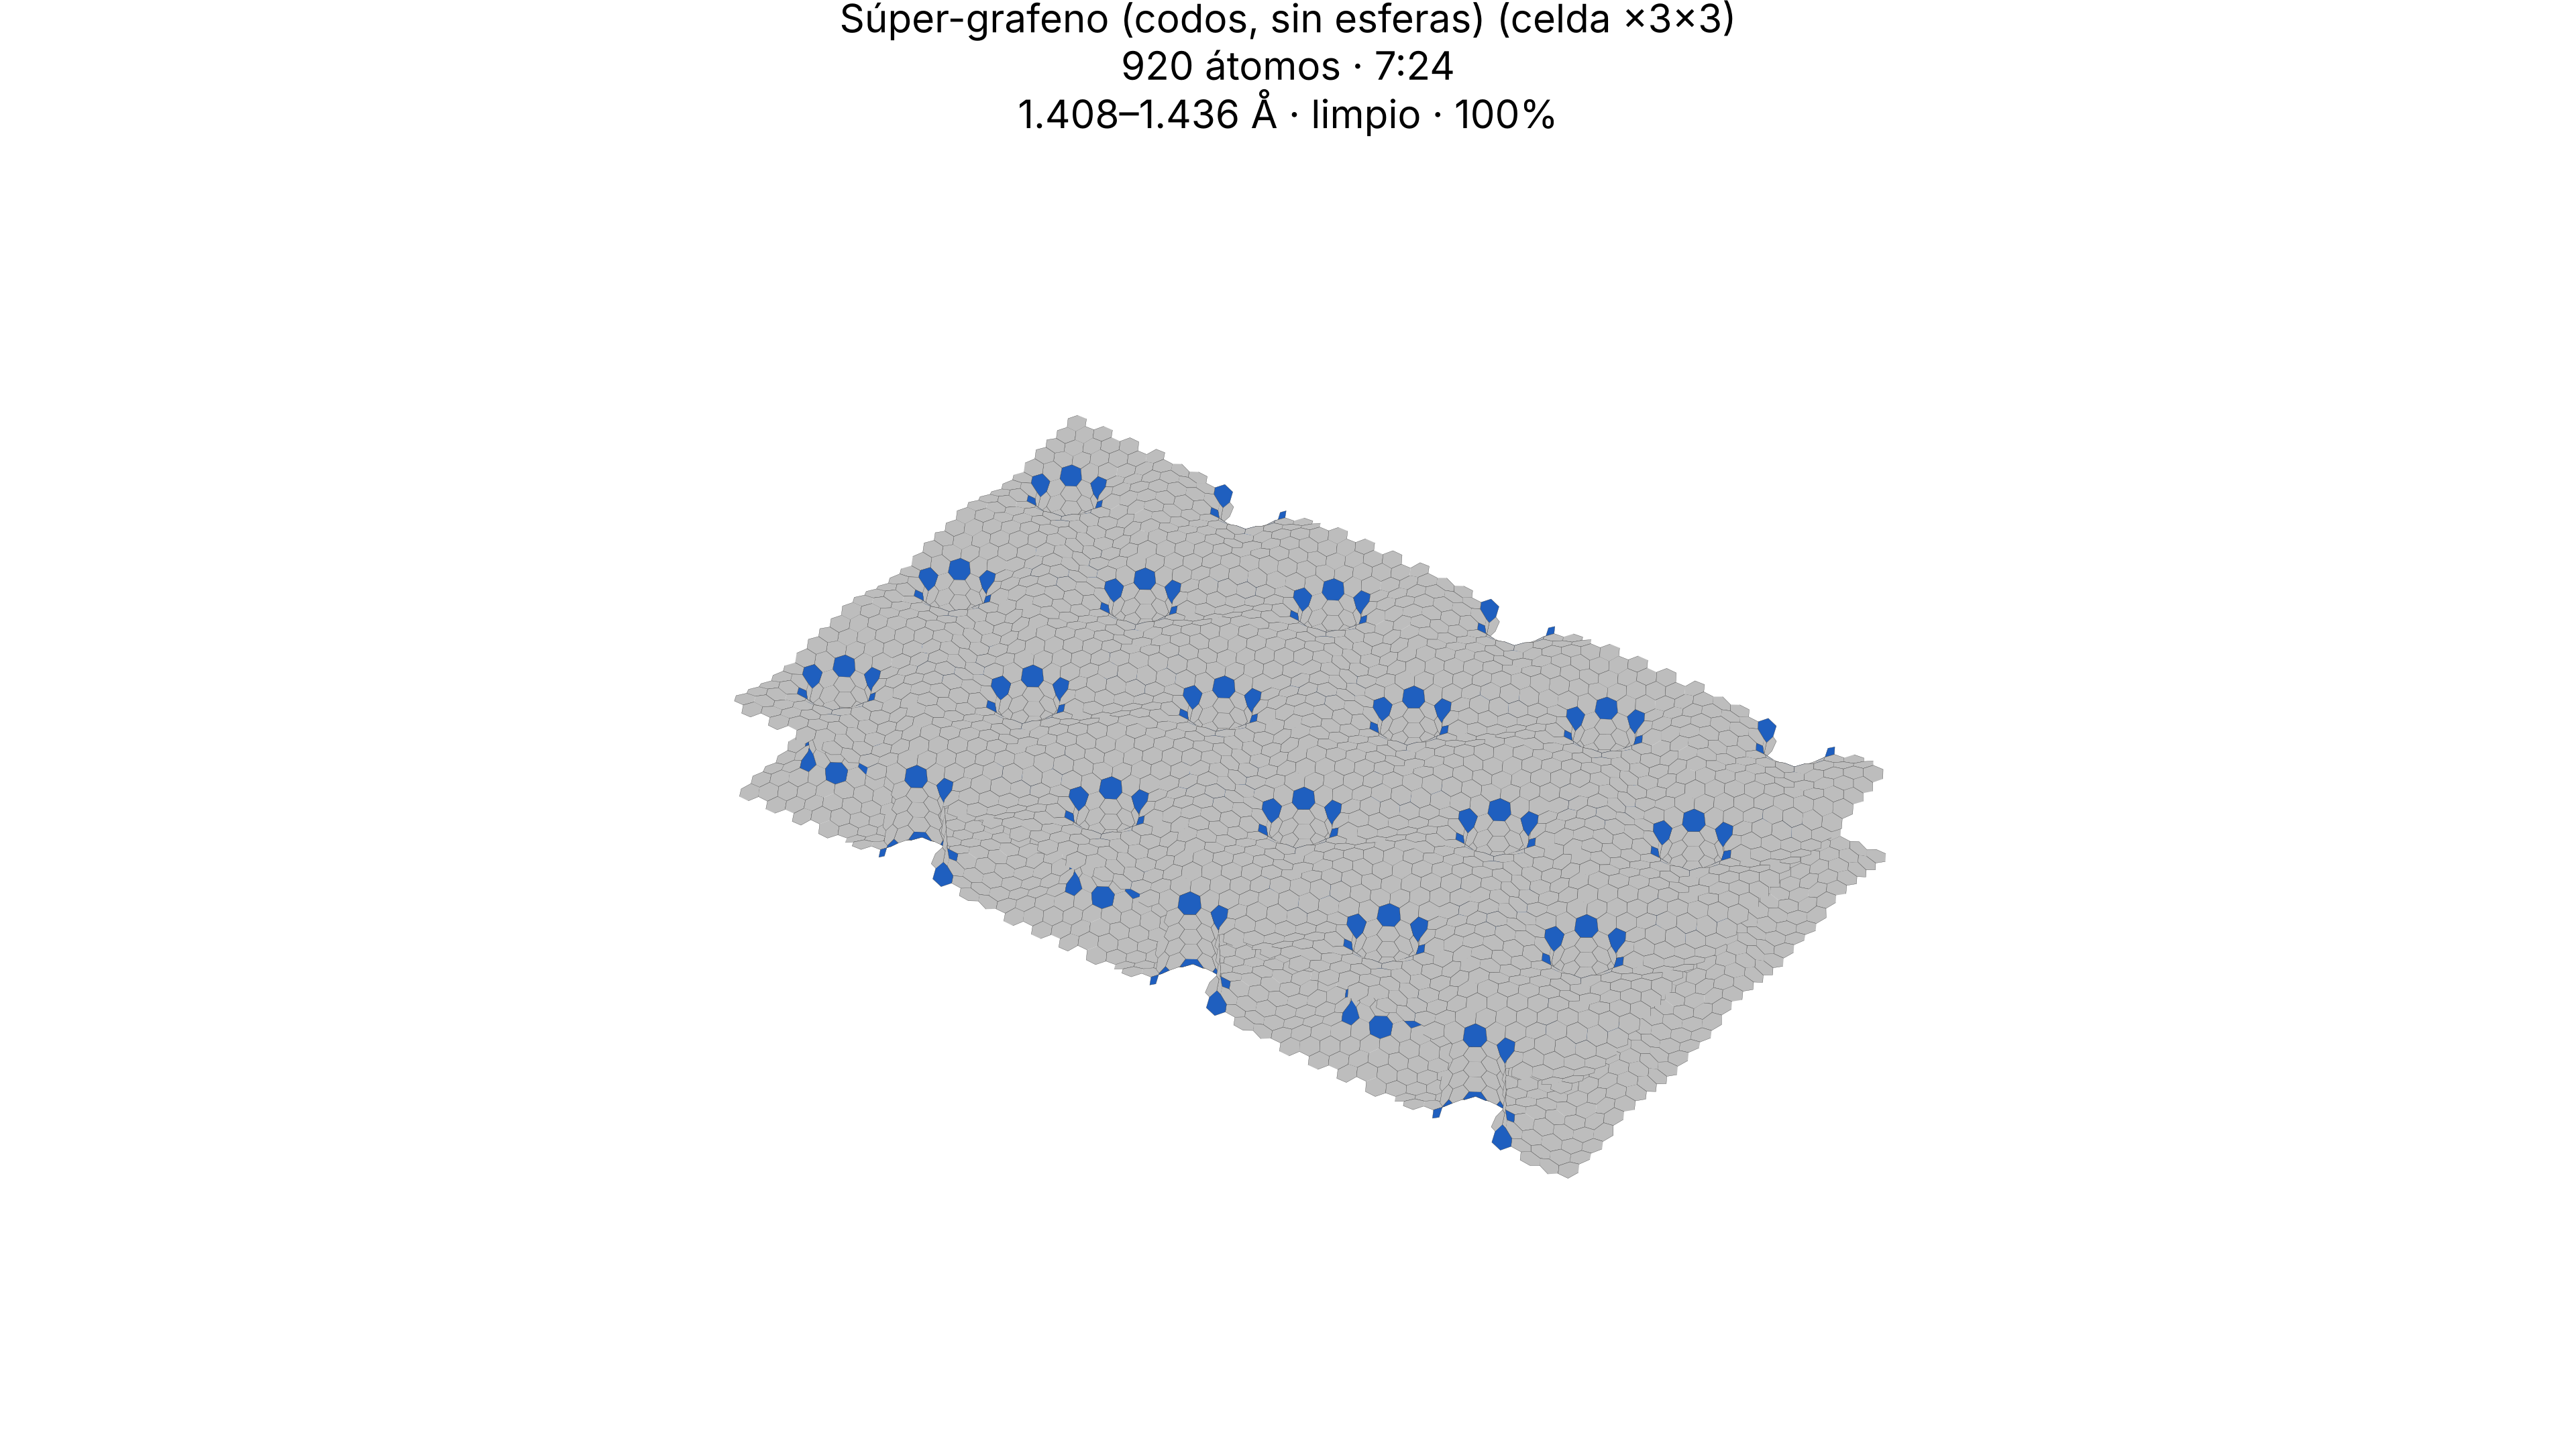 Súper-grafeno (codos, sin esferas) (celda ×3×3)
920 átomos · 7:24
1.408–1.436 Å · limpio · 100%